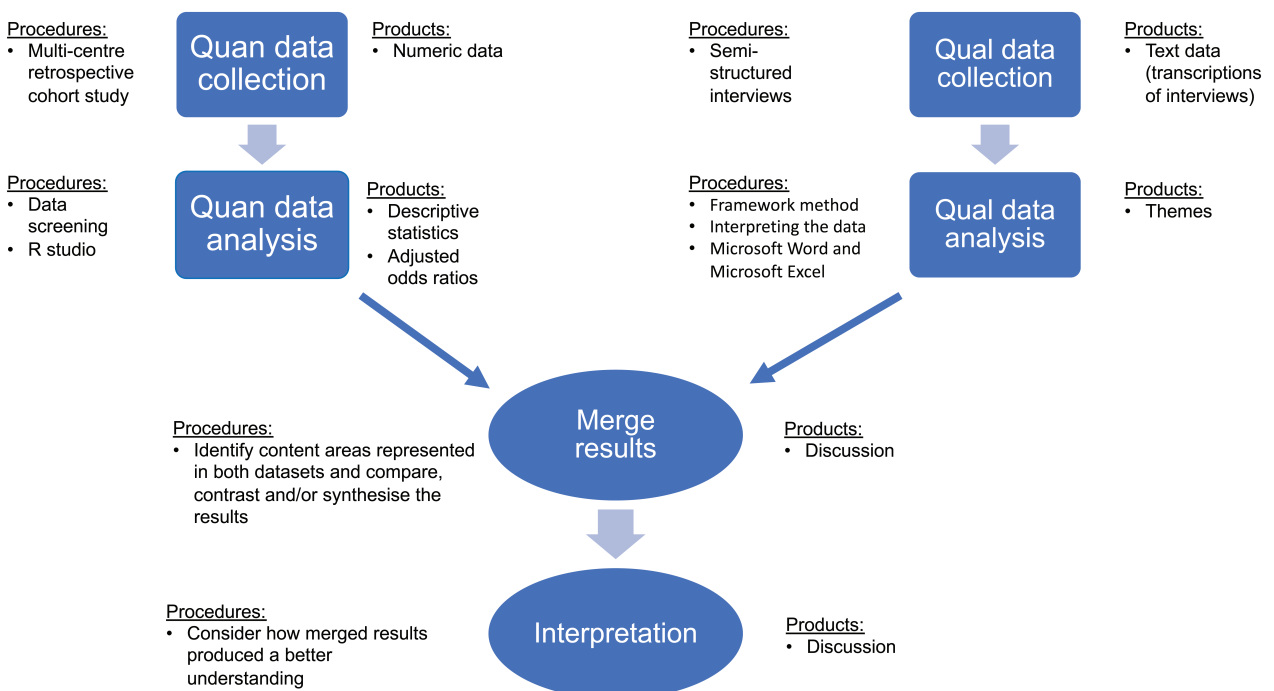 Procedures:
• Multi-centre
retrospective
cohort study
Quan data
collection
Products:
• Numeric data
Procedures:
• Semi-
structured
interviews
Qual data
collection
Products:
• Text data
(transcriptions
of interviews)
Procedures:
• Data
screening
• R studio
Quan data
analysis
Products:
• Descriptive
statistics
• Adjusted
odds ratios
Procedures:
• Framework method
• Interpreting the data
• Microsoft Word and
Microsoft Excel
Qual data
analysis
Products:
• Themes
Procedures:
• Identify content areas represented
in both datasets and compare,
contrast and/or synthesise the
results
Merge
results
Products:
• Discussion
Procedures:
• Consider how merged results
produced a better
understanding
Interpretation
Products:
• Discussion